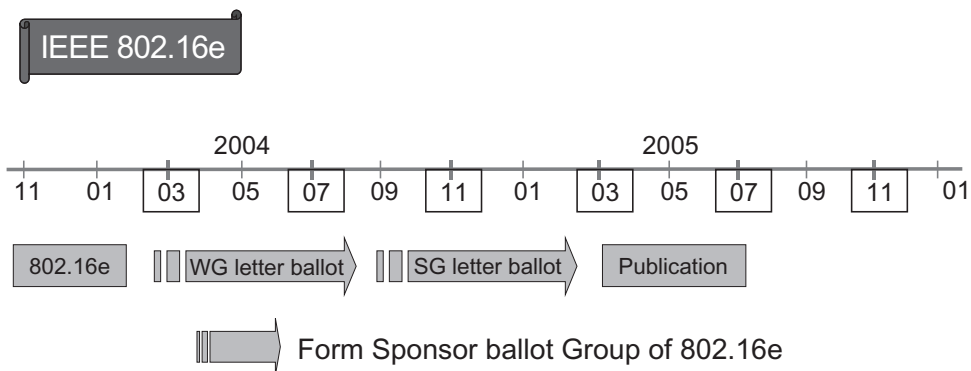 IEEE 802.16e
2004 2005
11 01 03 05 07 09 11 01 03 05 07 09 11 01
802.16e WG letter ballot SG letter ballot Publication
Form Sponsor ballot Group of 802.16e